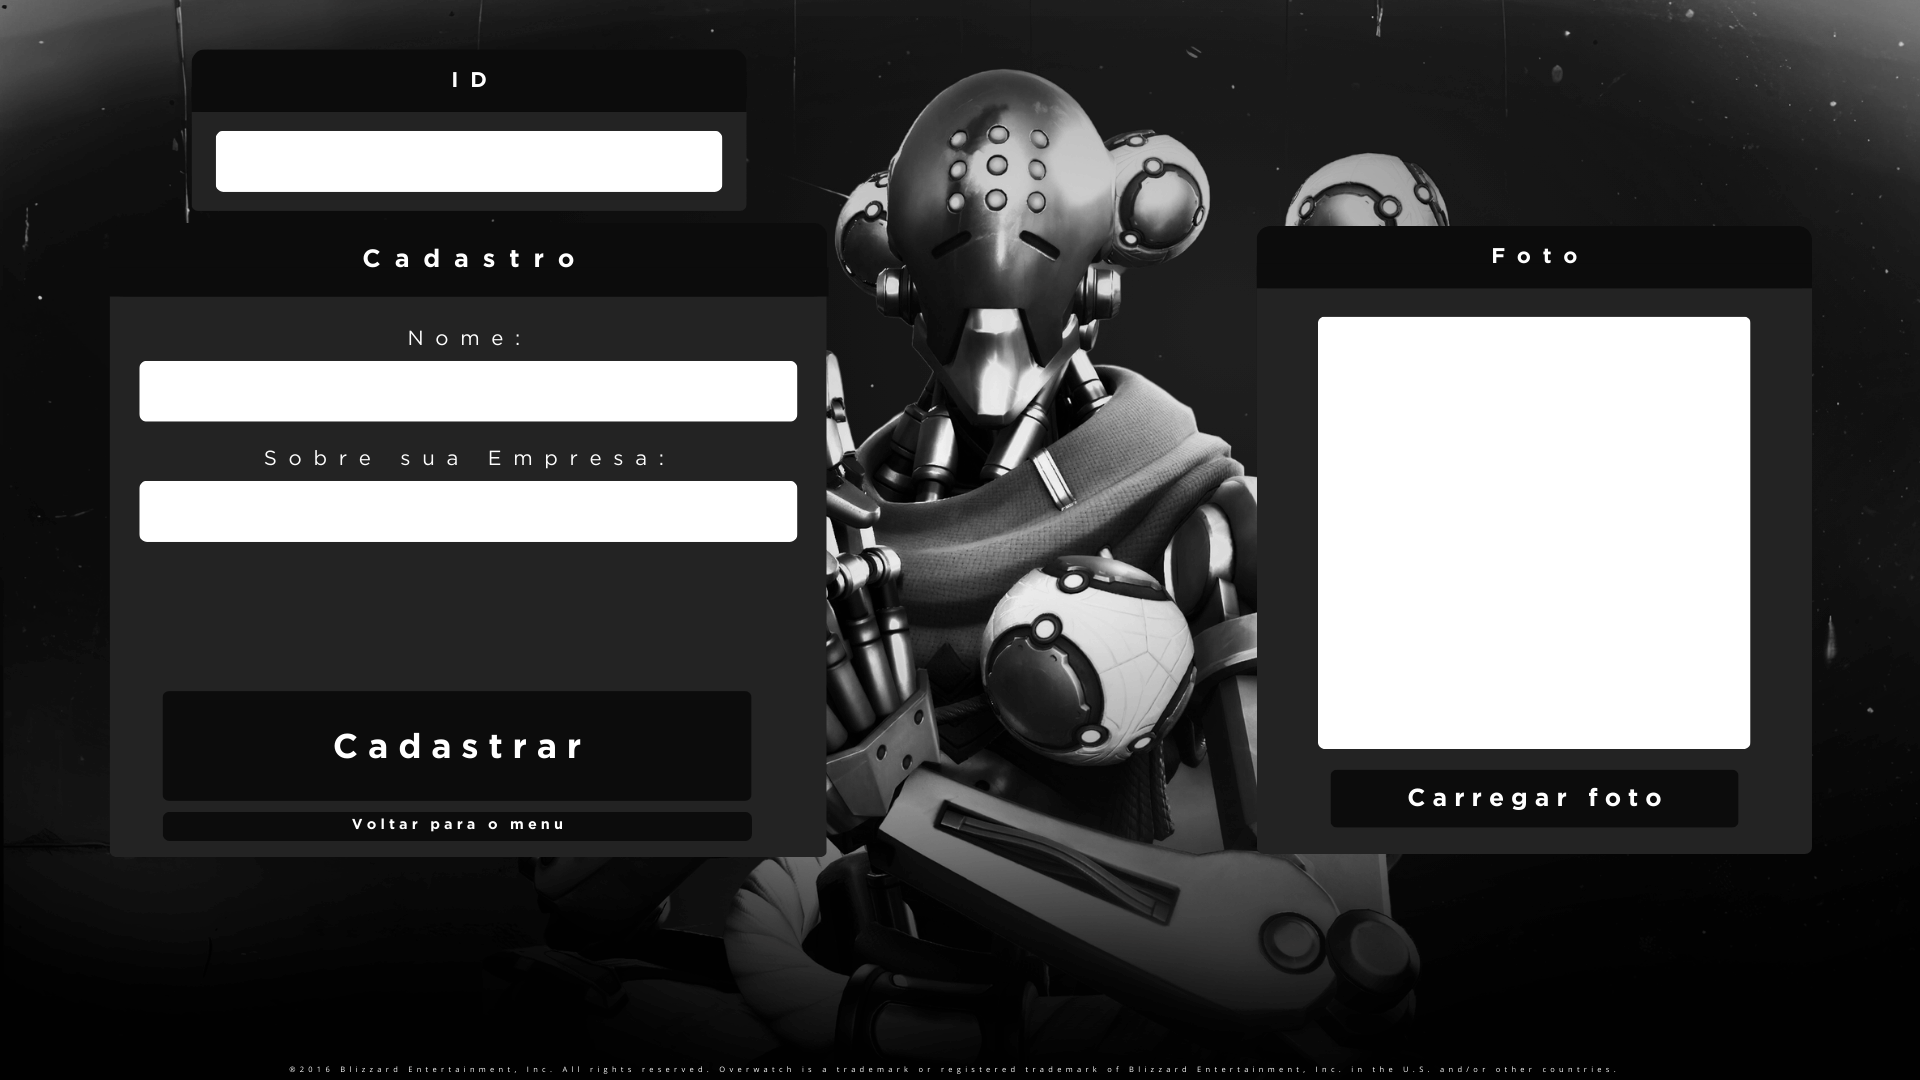 ID
Cadastro
Nome:
Sobre sua Empresa:
Cadastrar
Voltar para o menu
Foto
Carregar foto
©2016 Blizzard Entertainment, Inc. All rights reserved. Overwatch is a trademark or registered trademark of Blizzard Entertainment, Inc. in the U.S. and/or other countries.